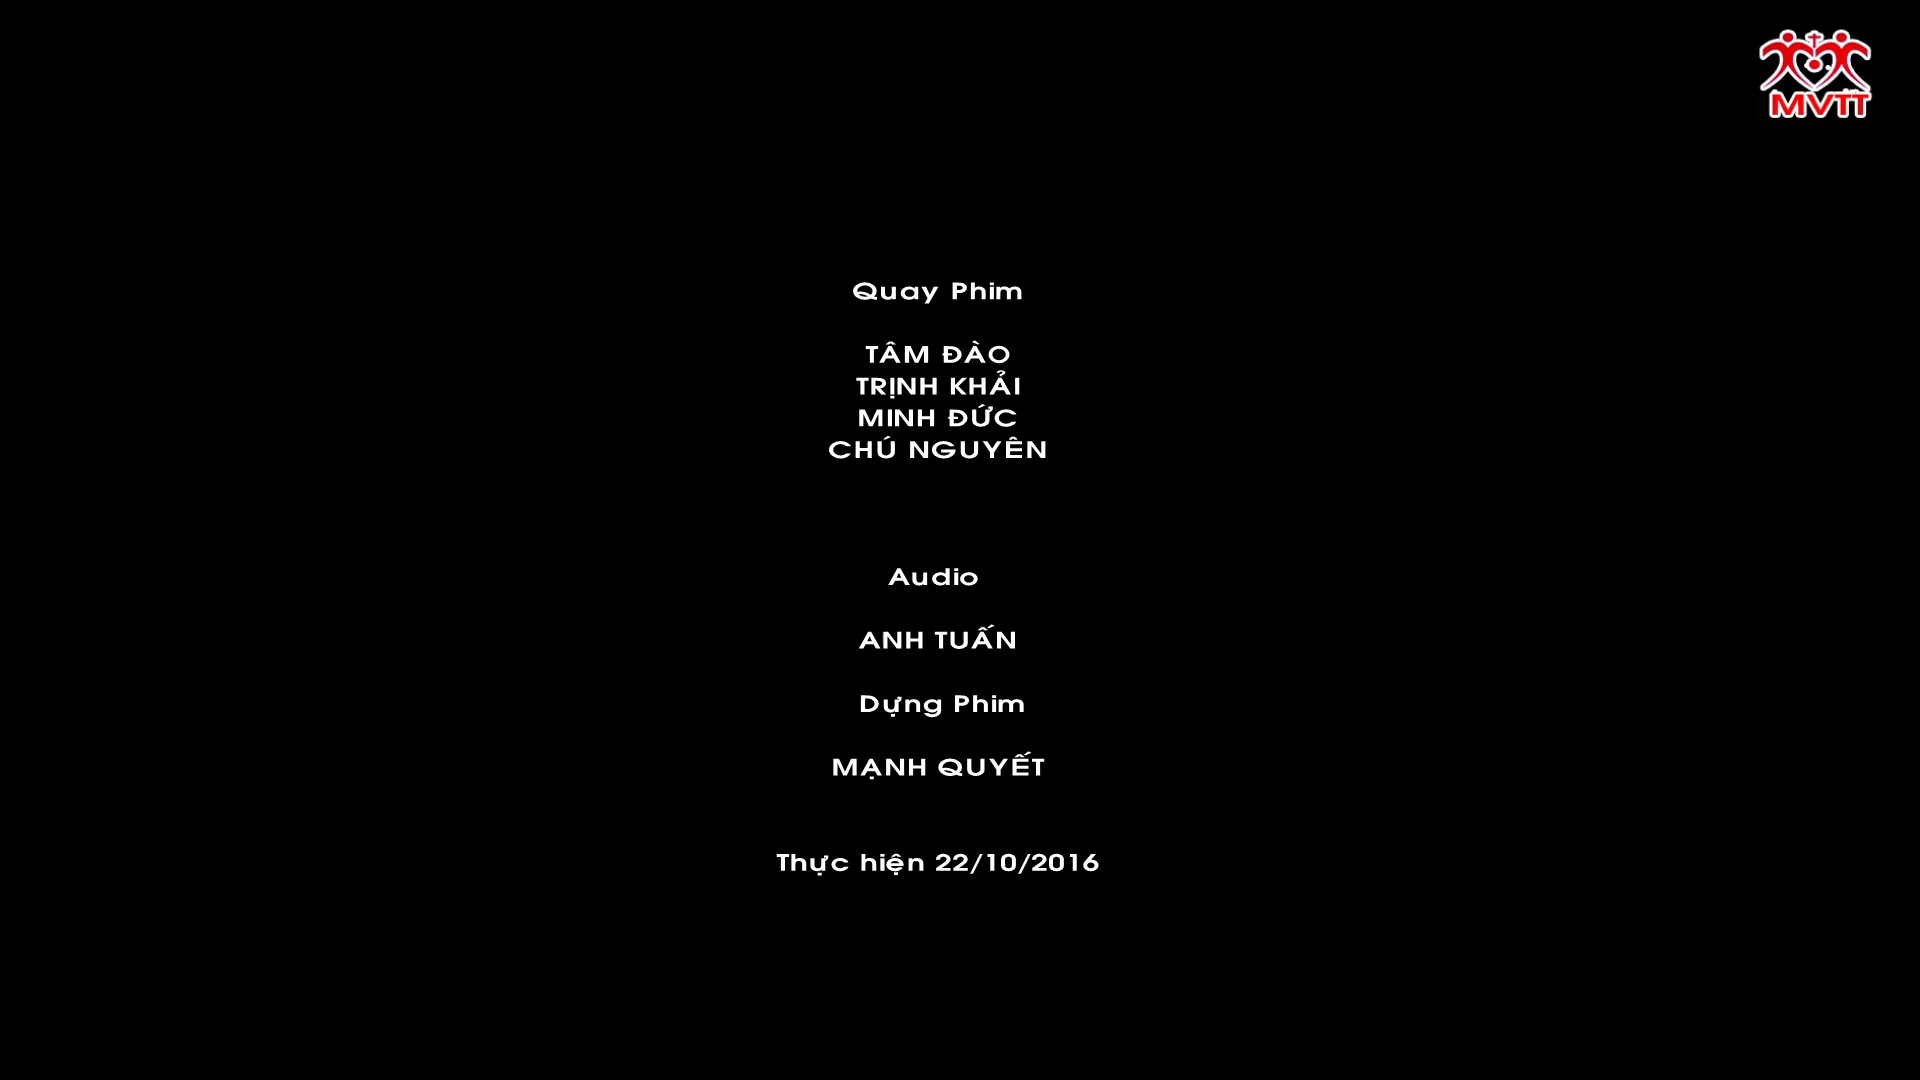 MVTT
Quay Phim
TÂM ĐÀO
TRỊNH KHẢI
MINH ĐỨC
CHÚ NGUYÊN
Audio
ANH TUẤN
Dựng Phim
MẠNH QUYẾT
Thực hiện 22/10/2016